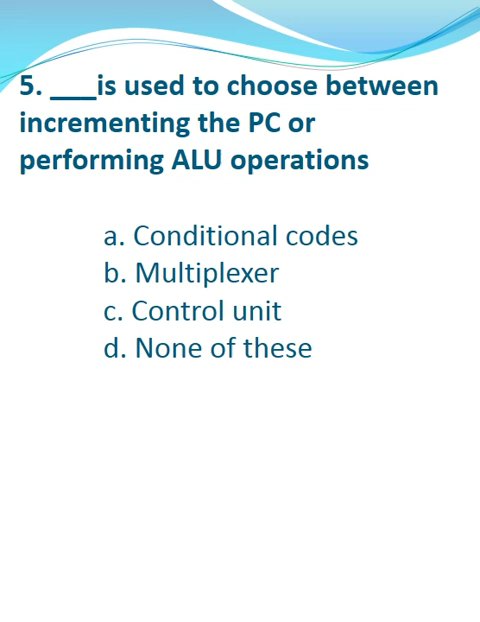 5. ___is used to choose between
incrementing the PC or
performing ALU operations
a. Conditional codes
b. Multiplexer
c. Control unit
d. None of these